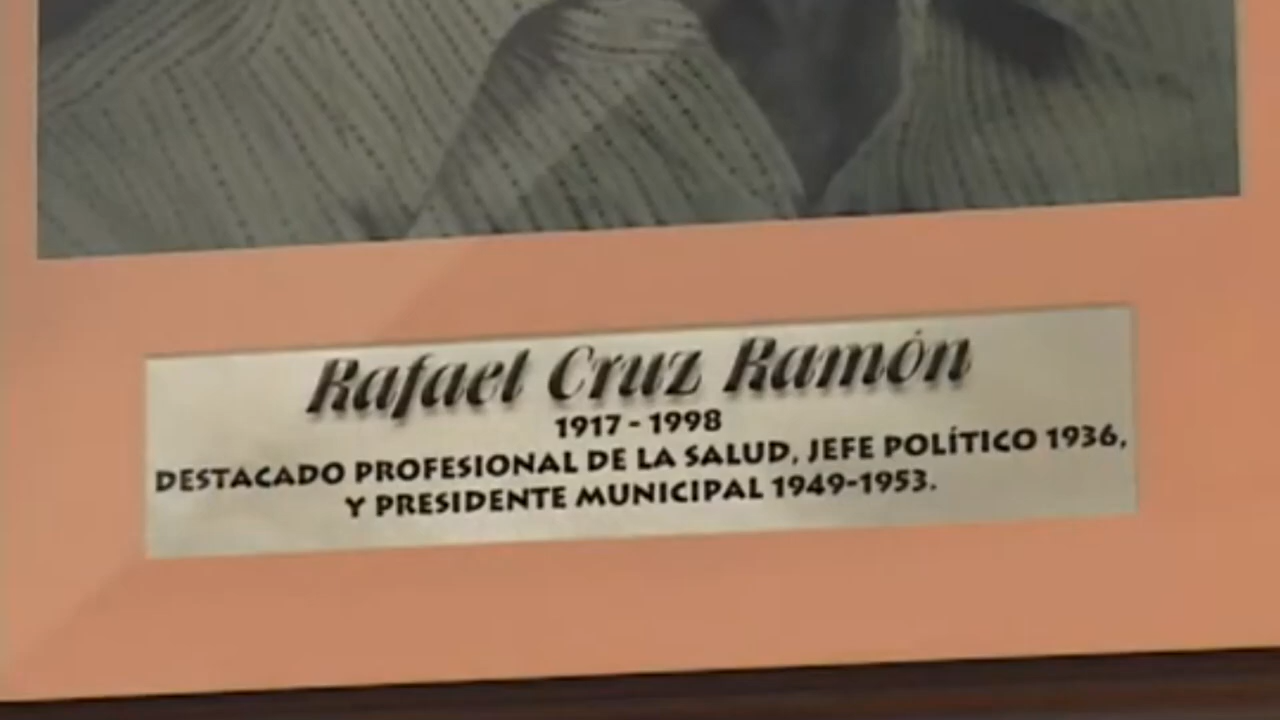 Rafael Cruz Ramón
1917 - 1998
DESTACADO PROFESIONAL DE LA SALUD, JEFE POLÍTICO 1936,
Y PRESIDENTE MUNICIPAL 1949-1953.